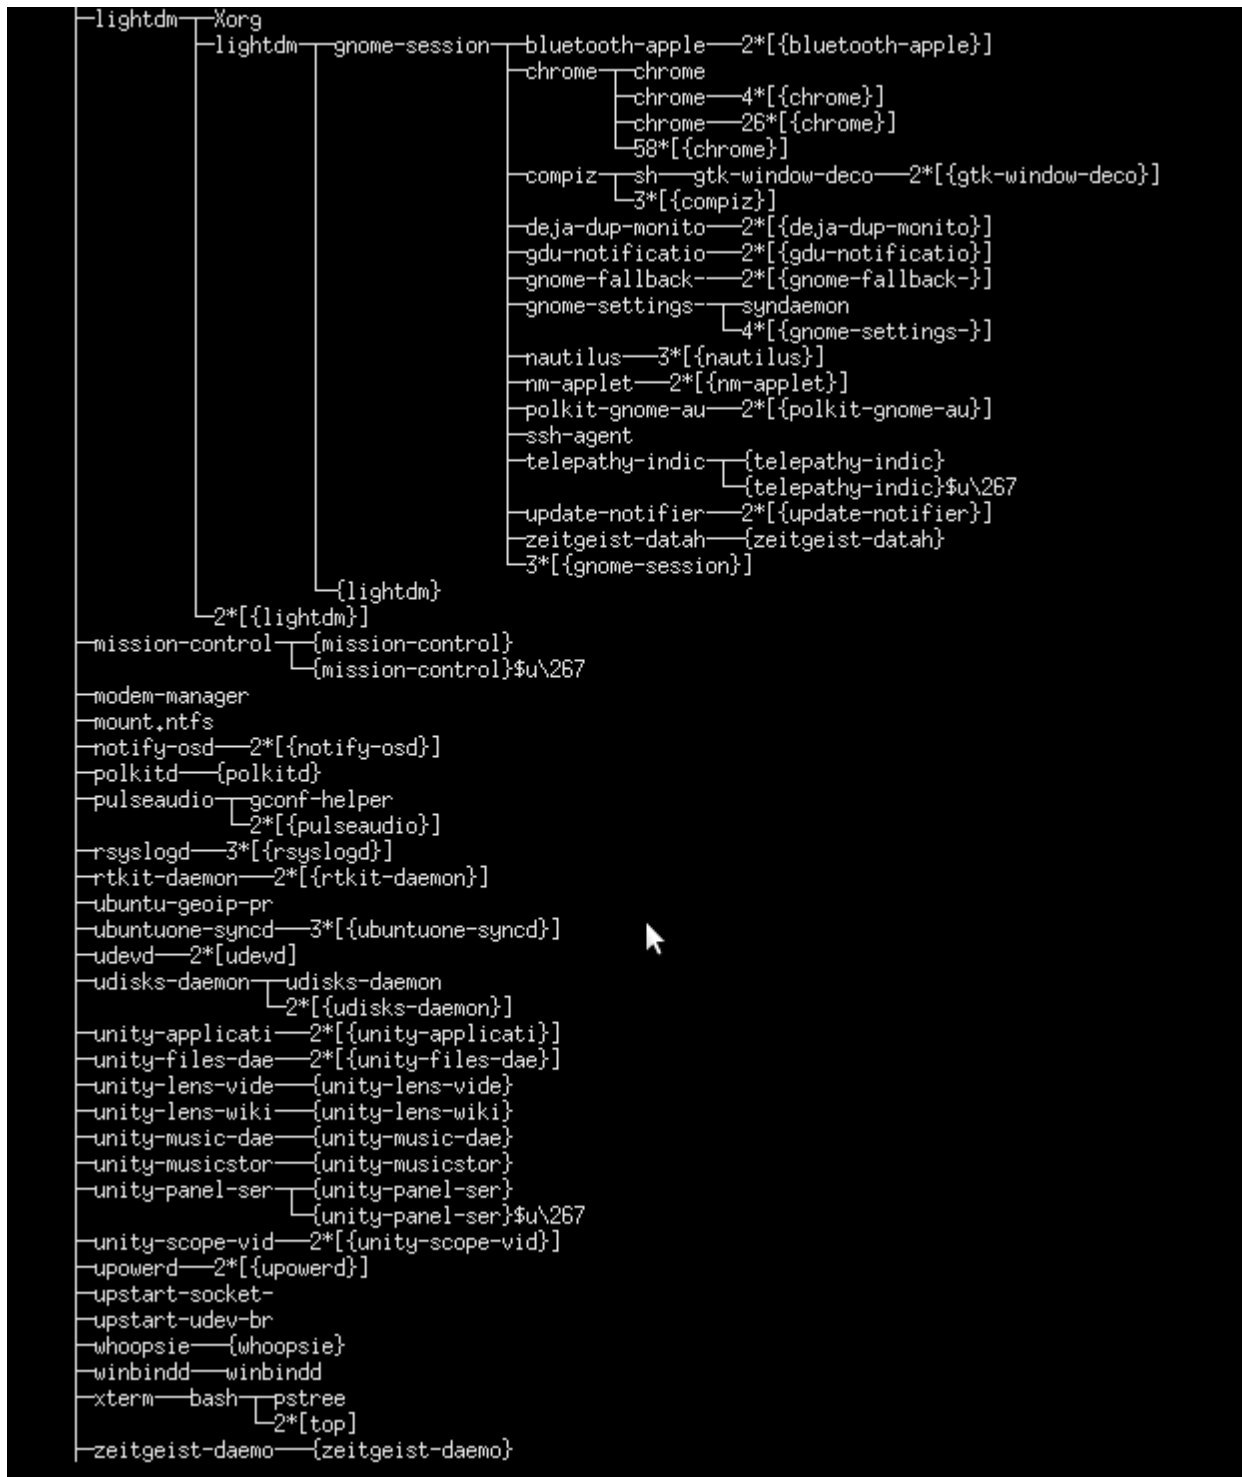 ├─lightdm─┬─Xorg
│         ├─lightdm─┬─gnome-session─┬─bluetooth-apple───2*[{bluetooth-apple}]
│         │         │               ├─chrome─┬─chrome
│         │         │               │        ├─chrome───4*[{chrome}]
│         │         │               │        ├─chrome───26*[{chrome}]
│         │         │               │        └─58*[{chrome}]
│         │         │               ├─compiz─┬─sh───gtk-window-deco───2*[{gtk-window-deco}]
│         │         │               │        └─3*[{compiz}]
│         │         │               ├─deja-dup-monito───2*[{deja-dup-monito}]
│         │         │               ├─gdu-notificatio───2*[{gdu-notificatio}]
│         │         │               ├─gnome-fallback-───2*[{gnome-fallback-}]
│         │         │               ├─gnome-settings-─┬─syndaemon
│         │         │               │                 └─4*[{gnome-settings-}]
│         │         │               ├─nautilus───3*[{nautilus}]
│         │         │               ├─nm-applet───2*[{nm-applet}]
│         │         │               ├─polkit-gnome-au───2*[{polkit-gnome-au}]
│         │         │               ├─ssh-agent
│         │         │               ├─telepathy-indic─┬─{telepathy-indic}
│         │         │               │                 └─{telepathy-indic}$u\267
│         │         │               ├─update-notifier───2*[{update-notifier}]
│         │         │               ├─zeitgeist-datah───{zeitgeist-datah}
│         │         │               └─3*[{gnome-session}]
│         │         └─{lightdm}
│         └─2*[{lightdm}]
├─mission-control─┬─{mission-control}
│                 └─{mission-control}$u\267
├─modem-manager
├─mount.ntfs
├─notify-osd───2*[{notify-osd}]
├─polkitd───{polkitd}
├─pulseaudio─┬─gconf-helper
│            └─2*[{pulseaudio}]
├─rsyslogd───3*[{rsyslogd}]
├─rtkit-daemon───2*[{rtkit-daemon}]
├─ubuntu-geoip-pr
├─ubuntuone-syncd───3*[{ubuntuone-syncd}]
├─udevd───2*[udevd]
├─udisks-daemon─┬─udisks-daemon
│               └─2*[{udisks-daemon}]
├─unity-applicati───2*[{unity-applicati}]
├─unity-files-dae───2*[{unity-files-dae}]
├─unity-lens-vide───{unity-lens-vide}
├─unity-lens-wiki───{unity-lens-wiki}
├─unity-music-dae───{unity-music-dae}
├─unity-musicstor───{unity-musicstor}
├─unity-panel-ser─┬─{unity-panel-ser}
│                 └─{unity-panel-ser}$u\267
├─unity-scope-vid───2*[{unity-scope-vid}]
├─upowerd───2*[{upowerd}]
├─upstart-socket-
├─upstart-udev-br
├─whoopsie───{whoopsie}
├─winbindd───winbindd
├─xterm───bash─┬─pstree
│              └─2*[top]
├─zeitgeist-daemo───{zeitgeist-daemo}